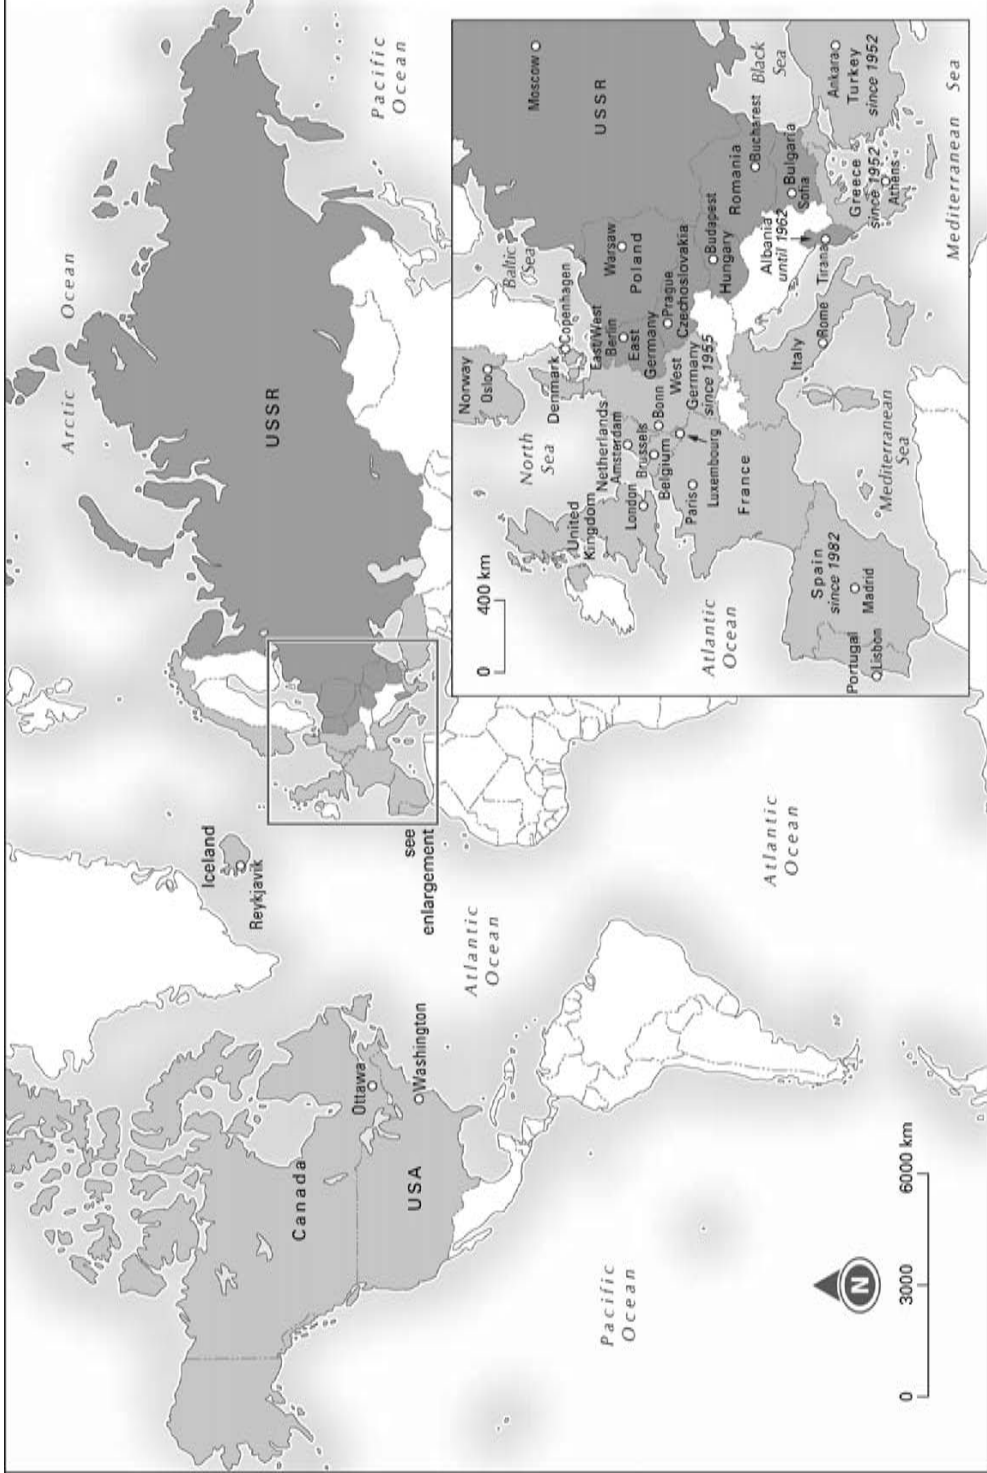 Arctic Ocean
Pacific
Ocean
USSR
Iceland
Reykjavik
see
enlargement
Canada
Ottawa
Washington
USA
Atlantic
Ocean
Pacific
Ocean
Atlantic
Ocean
N
0 3000 6000 km
0 400 km
Norway
Oslo
North
Sea
Baltic
Sea
Moscow
USSR
Denmark
Copenhagen
United
Kingdom
London
Netherlands
Amsterdam
Brussels
Belgium
Bonn
East/West
Berlin
East
Germany
Warsaw
Poland
Prague
Czechoslovakia
West
Germany
since 1955
Paris
Luxembourg
France
Budapest
Hungary
Romania
Bucharest
Black
Sea
Atlantic
Ocean
Italy
Rome
Albania
until 1962
Tirana
Bulgaria
Sofia
Spain
since 1982
Madrid
Portugal
Lisbon
Greece
since 1952
Athens
Ankara
Turkey
since 1952
Mediterranean
Sea
Mediterranean Sea